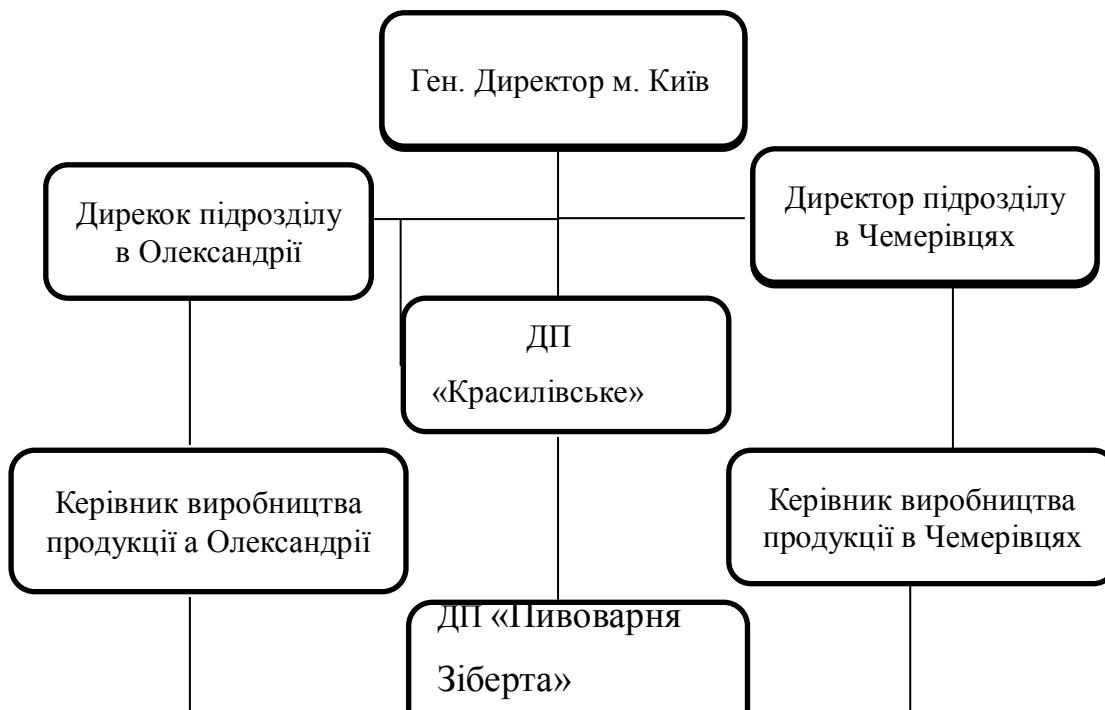 Ген. Директор м. Київ
Дирекок підрозділу
в Олександрії
Директор підрозділу
в Чемерівцях
ДП
«Красилівське»
Керівник виробництва
продукції а Олександрії
Керівник виробництва
продукції в Чемерівцях
ДП «Пивоварня
Зіберта»